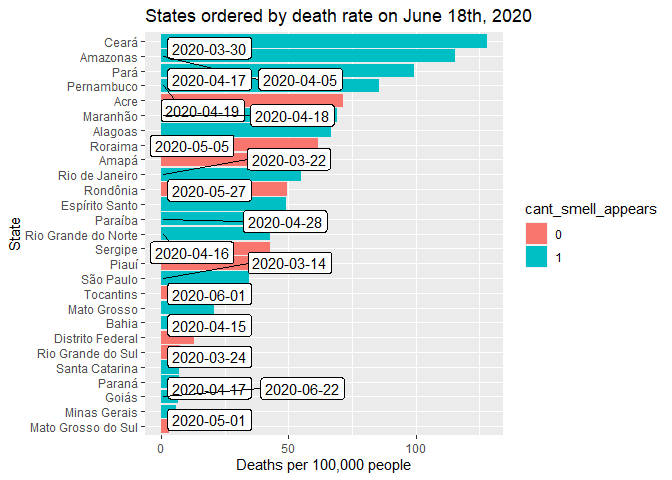 States ordered by death rate on June 18th, 2020
State
Ceará
Amazonas
Pará
Pernambuco
Acre
Maranhão
Alagoas
Roraima
Amapá
Rio de Janeiro
Rondônia
Espírito Santo
Paraíba
Rio Grande do Norte
Sergipe
Piauí
São Paulo
Tocantins
Mato Grosso
Bahia
Distrito Federal
Rio Grande do Sul
Santa Catarina
Paraná
Goiás
Minas Gerais
Mato Grosso do Sul
2020-03-30
2020-04-17
2020-04-05
2020-04-19
2020-04-18
2020-05-05
2020-03-22
2020-05-27
2020-04-28
2020-04-16
2020-03-14
2020-06-01
2020-04-15
2020-03-24
2020-04-17
2020-06-22
2020-05-01
0
50
100
Deaths per 100,000 people
cant_smell_appears
0
1